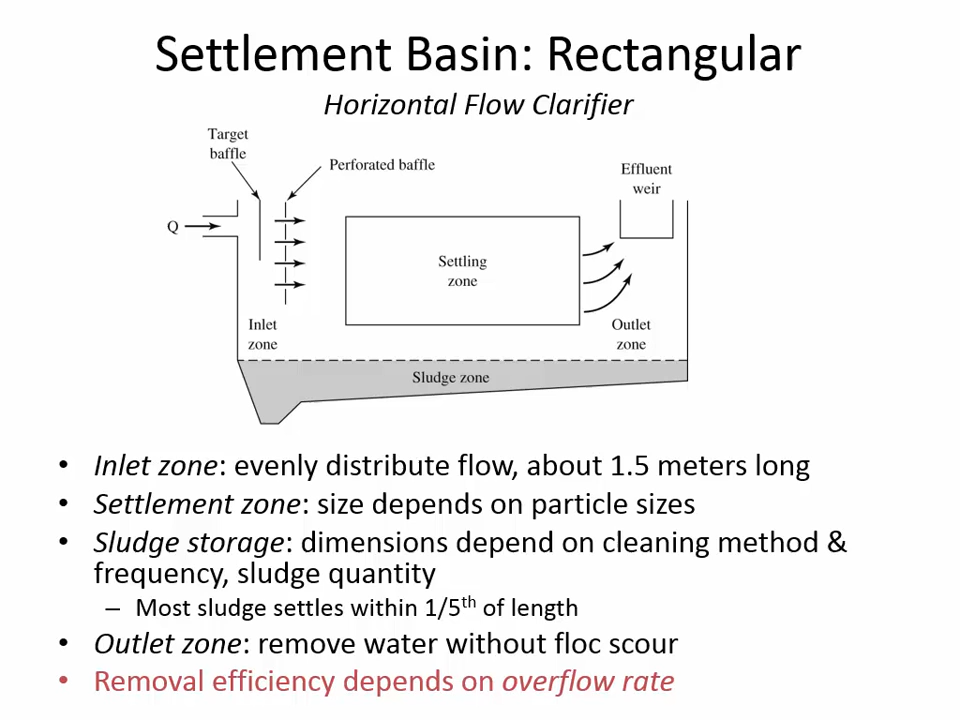 Settlement Basin: Rectangular
Horizontal Flow Clarifier
Target
baffle
Perforated baffle
Effluent
weir
Q
Settling
zone
Inlet
zone
Outlet
zone
Sludge zone
• Inlet zone: evenly distribute flow, about 1.5 meters long
• Settlement zone: size depends on particle sizes
• Sludge storage: dimensions depend on cleaning method &
frequency, sludge quantity
– Most sludge settles within 1/5th of length
• Outlet zone: remove water without floc scour
• Removal efficiency depends on overflow rate